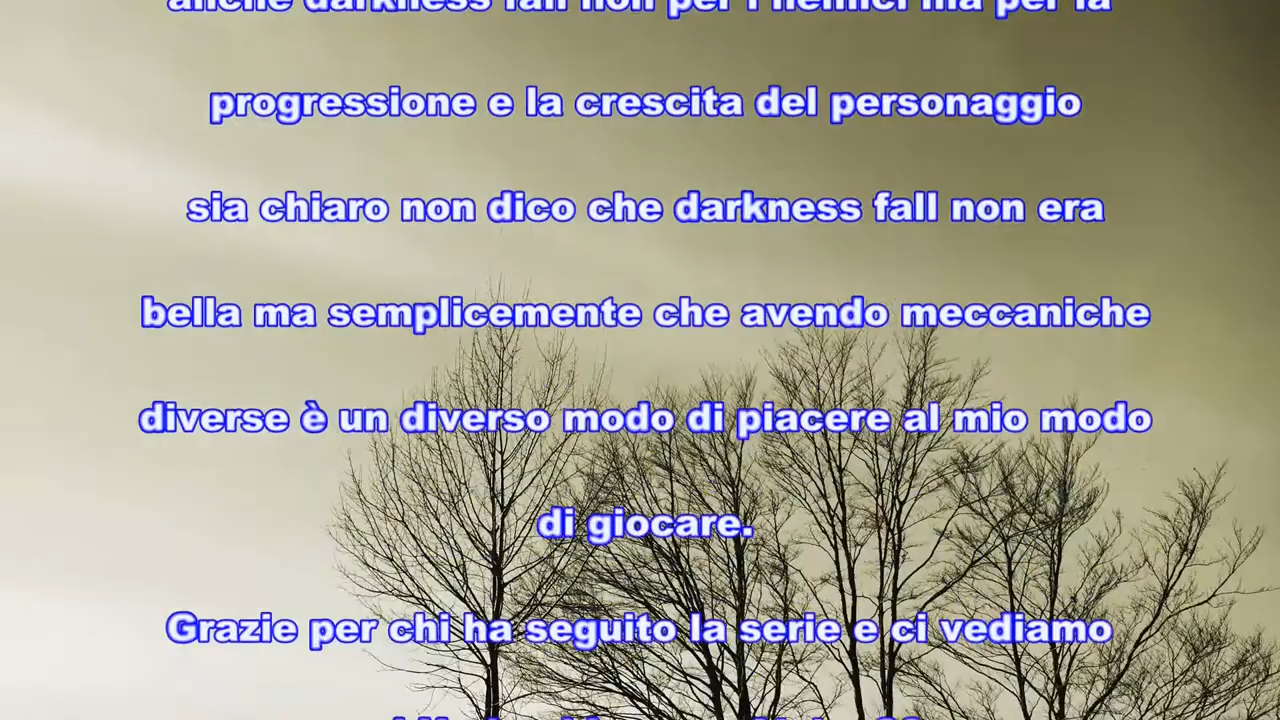 anche darkness fall non per i nemici ma per la
progressione e la crescita del personaggio
sia chiaro non dico che darkness fall non era
bella ma semplicemente che avendo meccaniche
diverse è un diverso modo di piacere al mio modo
di giocare.
Grazie per chi ha seguito la serie e ci vediamo